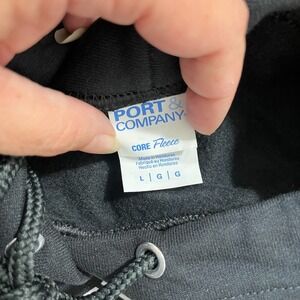 PORT &
COMPANY
CORE Fleece
Made in Honduras
Fabriqué au Honduras
Hecho en Honduras
L | G | G